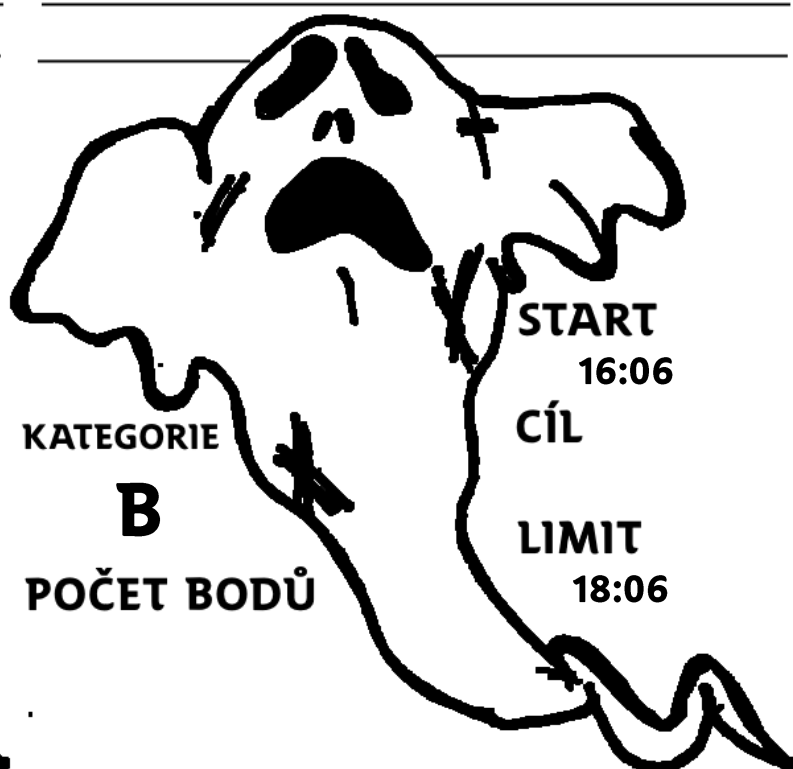 START
16:06
CÍL
KATEGORIE
B
LIMIT
18:06
POČET BODŮ